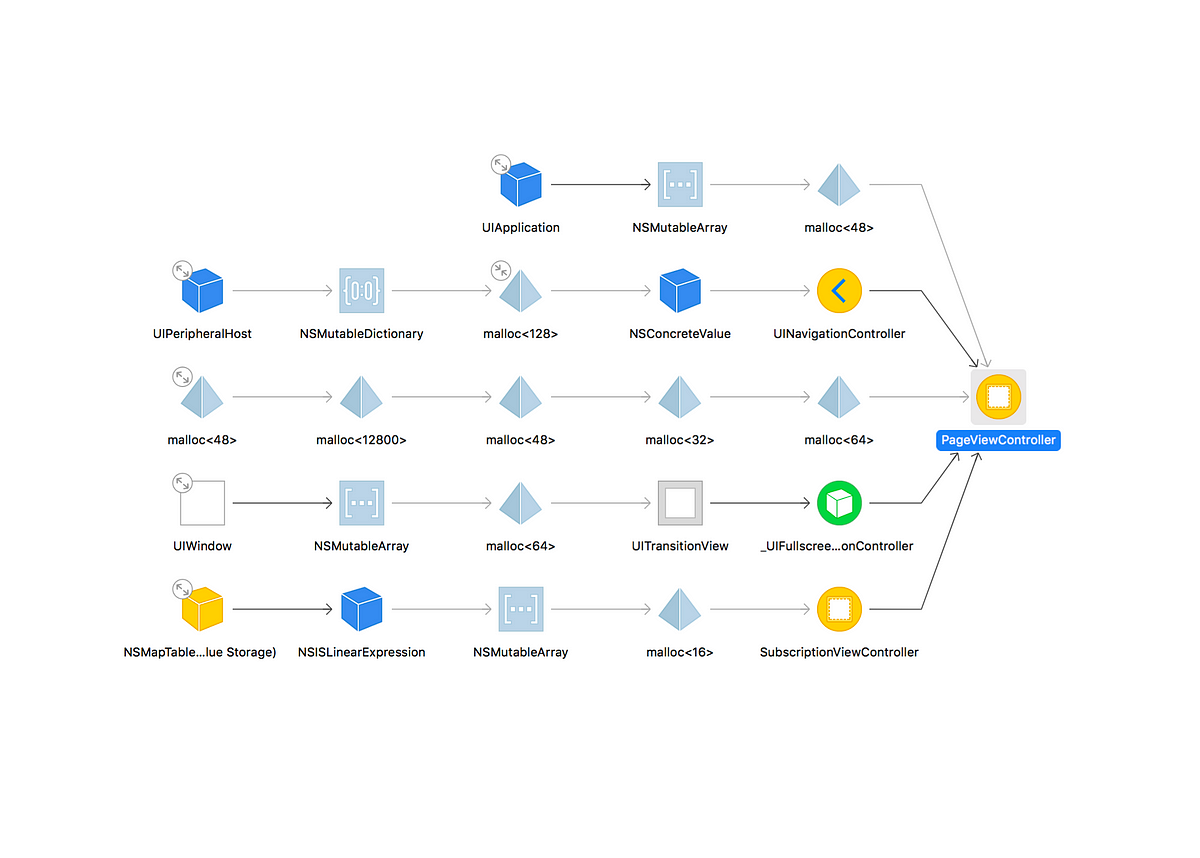 UIApplication
NSMutableArray
malloc<48>
UIPeripheralHost
NSMutableDictionary
malloc<128>
NSConcreteValue
UINavigationController
malloc<48>
malloc<12800>
malloc<48>
malloc<32>
malloc<64>
PageViewController
UIWindow
NSMutableArray
malloc<64>
UITransitionView
_UIFullscree...onController
NSMapTable...lue Storage)
NSISLinearExpression
NSMutableArray
malloc<16>
SubscriptionViewController